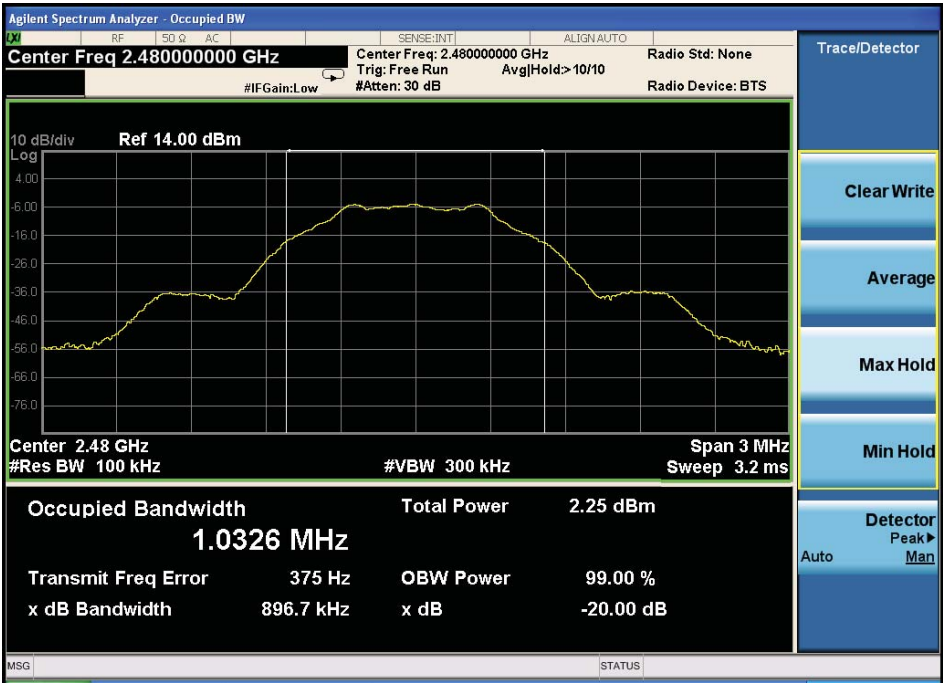 Agilent Spectrum Analyzer - Occupied BW
LXI RF 50 Ω AC SENSE:INT ALIGN AUTO
Center Freq 2.480000000 GHz
Center Freq: 2.480000000 GHz
Radio Std: None
Trig: Free Run
Avg|Hold:>10/10
#IFGain:Low
#Atten: 30 dB
Radio Device: BTS
10 dB/div
Ref 14.00 dBm
Log
4.00
-6.00
-16.0
-26.0
-36.0
-46.0
-56.0
-66.0
-76.0
Center 2.48 GHz
Span 3 MHz
#Res BW 100 kHz
#VBW 300 kHz
Sweep 3.2 ms
Occupied Bandwidth
Total Power
2.25 dBm
1.0326 MHz
Transmit Freq Error
375 Hz
OBW Power
99.00 %
x dB Bandwidth
896.7 kHz
x dB
-20.00 dB
MSG
STATUS
Trace/Detector
Clear Write
Average
Max Hold
Min Hold
Detector
Peak▶
Auto
Man